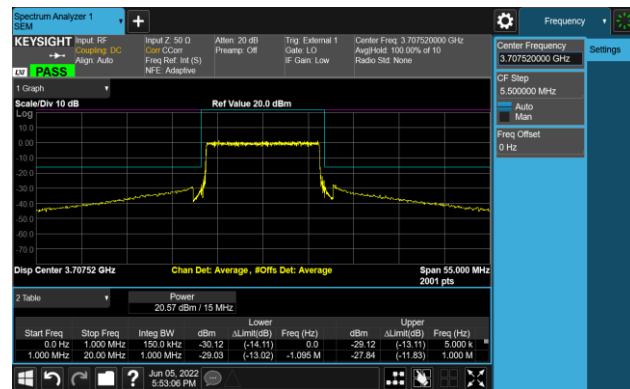 Spectrum Analyzer 1
SEM
+
Frequency
KEYSIGHT Input: RF Input Z: 50 Ω Atten: 20 dB Trig: External 1 Center Freq: 3.707520000 GHz
Coupling: DC Corr CCorr Preamp: Off Gate: LO Avg|Hold: 100.00% of 10
Align: Auto Freq Ref: Int (S) IF Gain: Low Radio Std: None
NFE: Adaptive
LXI PASS
Center Frequency
3.707520000 GHz
Settings
CF Step
5.500000 MHz
Auto
Man
Freq Offset
0 Hz
1 Graph
Scale/Div 10 dB Ref Value 20.0 dBm
Log
10.0
0.00
-10.0
-20.0
-30.0
-40.0
-50.0
-60.0
-70.0
Disp Center 3.70752 GHz Chan Det: Average , #Offs Det: Average Span 55.000 MHz
2001 pts
2 Table
Power
20.57 dBm / 15 MHz
Lower Upper
Start Freq Stop Freq Integ BW dBm ΔLimit(dB) Freq (Hz) dBm ΔLimit(dB) Freq (Hz)
0.0 Hz 1.000 MHz 150.0 kHz -30.12 (-14.11) 0.0 -29.12 (-13.11) 5.000 k
1.000 MHz 20.00 MHz 1.000 MHz -29.03 (-13.02) -1.095 M -27.84 (-11.83) 1.000 M
? Jun 05, 2022
5:53:06 PM